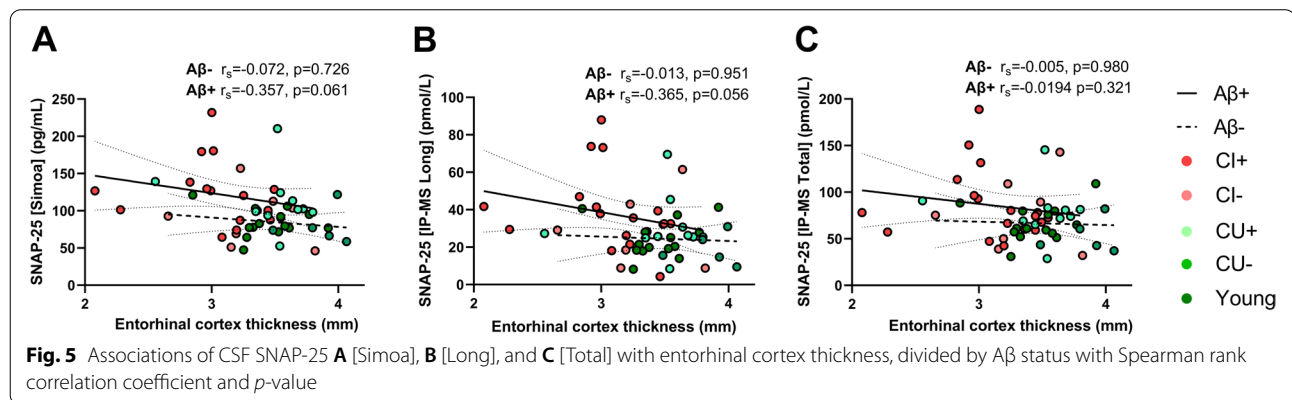 A
Aβ- rs=-0.072, p=0.726
Aβ+ rs=-0.357, p=0.061
SNAP-25 [Simoa] (pg/mL)
250
200
150
100
50
0
2 3 4
Entorhinal cortex thickness (mm)
B
Aβ- rs=-0.013, p=0.951
Aβ+ rs=-0.365, p=0.056
SNAP-25 [IP-MS Long] (pmol/L)
100
80
60
40
20
0
2 3 4
Entorhinal cortex thickness (mm)
C
Aβ- rs=-0.005, p=0.980
Aβ+ rs=-0.0194 p=0.321
SNAP-25 [IP-MS Total] (pmol/L)
200
150
100
50
0
2 3 4
Entorhinal cortex thickness (mm)
Aβ+
Aβ-
CI+
CI-
CU+
CU-
Young
Fig. 5 Associations of CSF SNAP-25 A [Simoa], B [Long], and C [Total] with entorhinal cortex thickness, divided by Aβ status with Spearman rank
correlation coefficient and p-value